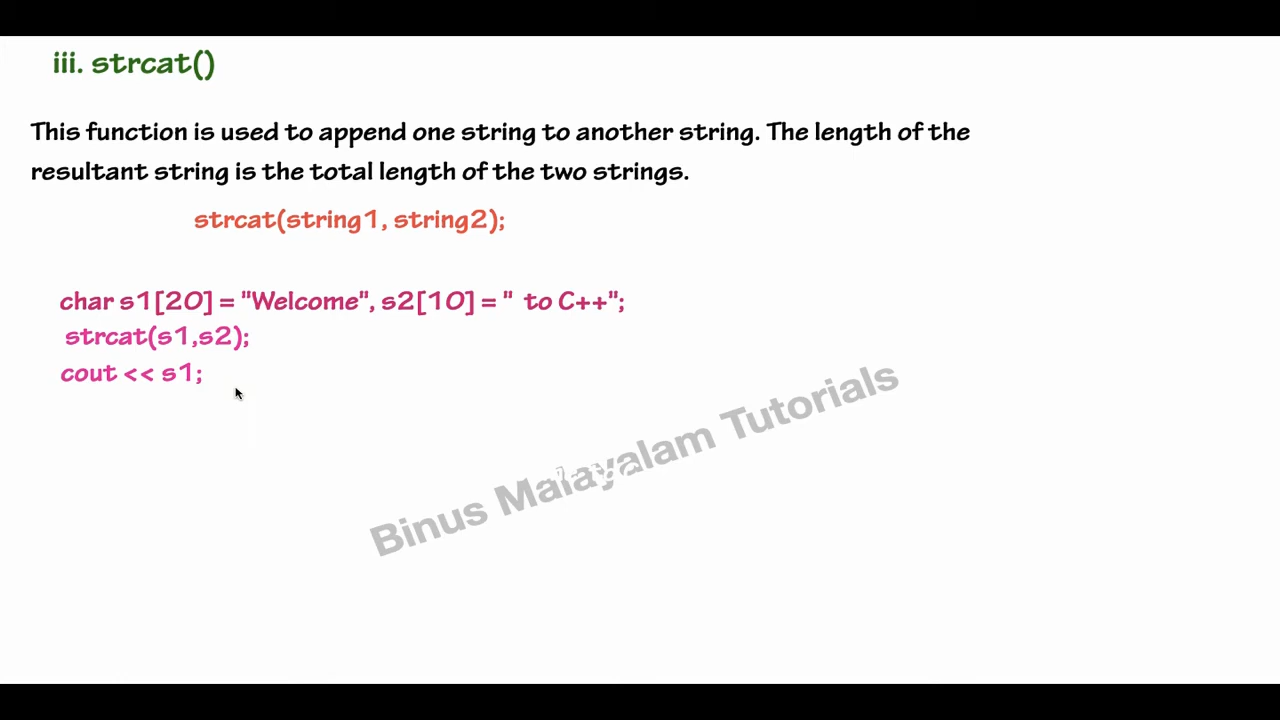 iii. strcat()
This function is used to append one string to another string. The length of the
resultant string is the total length of the two strings.
strcat(string1, string2);
char s1[20] = "Welcome", s2[10] = " to C++";
strcat(s1,s2);
cout << s1;
Binus Malayalam Tutorials